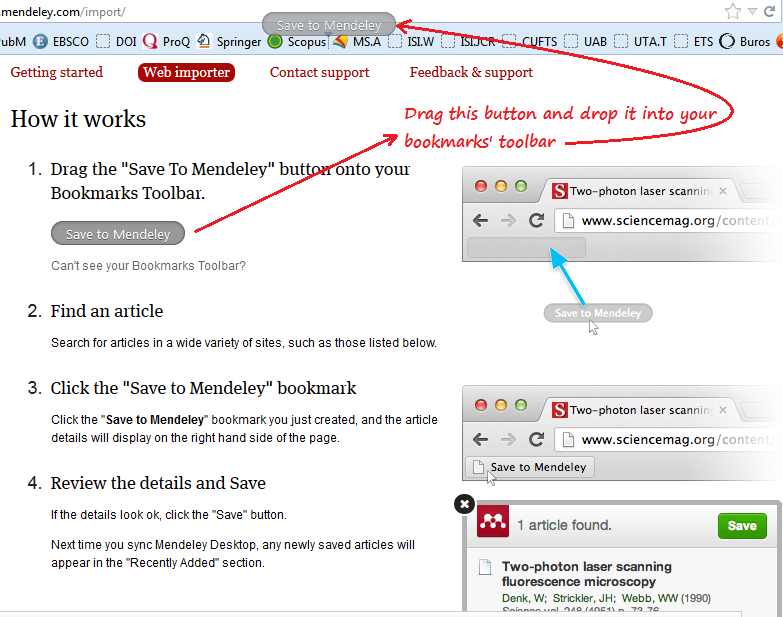 .mendeley.com/import/
Save to Mendeley
PubM EBSCO DOI ProQ Springer Scopus MS.A ISI.W ISIJCR CUFTS UAB UTA.T ETS Buros
Getting started Web importer Contact support Feedback & support
How it works
Drag this button and drop it into your
bookmarks' toolbar
1. Drag the "Save To Mendeley" button onto your
Bookmarks Toolbar.
Save to Mendeley
Can't see your Bookmarks Toolbar?
Two-photon laser scanning
www.sciencemag.org/content/
Save to Mendeley
2. Find an article
Search for articles in a wide variety of sites, such as those listed below.
3. Click the "Save to Mendeley" bookmark
Click the "Save to Mendeley" bookmark you just created, and the article
details will display on the right hand side of the page.
Two-photon laser scanning
www.sciencemag.org/content/
Save to Mendeley
4. Review the details and Save
If the details look ok, click the "Save" button.
Next time you sync Mendeley Desktop, any newly saved articles will
appear in the "Recently Added" section.
1 article found.
Save
Two-photon laser scanning
fluorescence microscopy
Denk, W; Strickler, JH; Webb, WW (1990)
Science vol. 248 (4951) p. 73-76